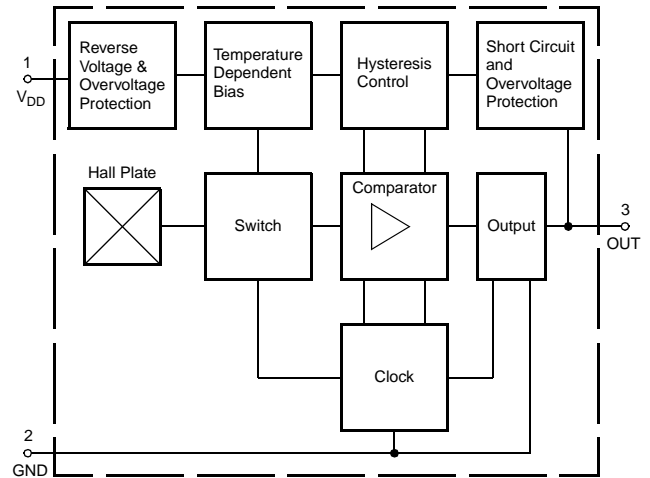 1
V_DD
Reverse
Voltage &
Overvoltage
Protection
Temperature
Dependent
Bias
Hysteresis
Control
Short Circuit
and
Overvoltage
Protection
Hall Plate
Switch
Comparator
Output
3
OUT
Clock
2
GND